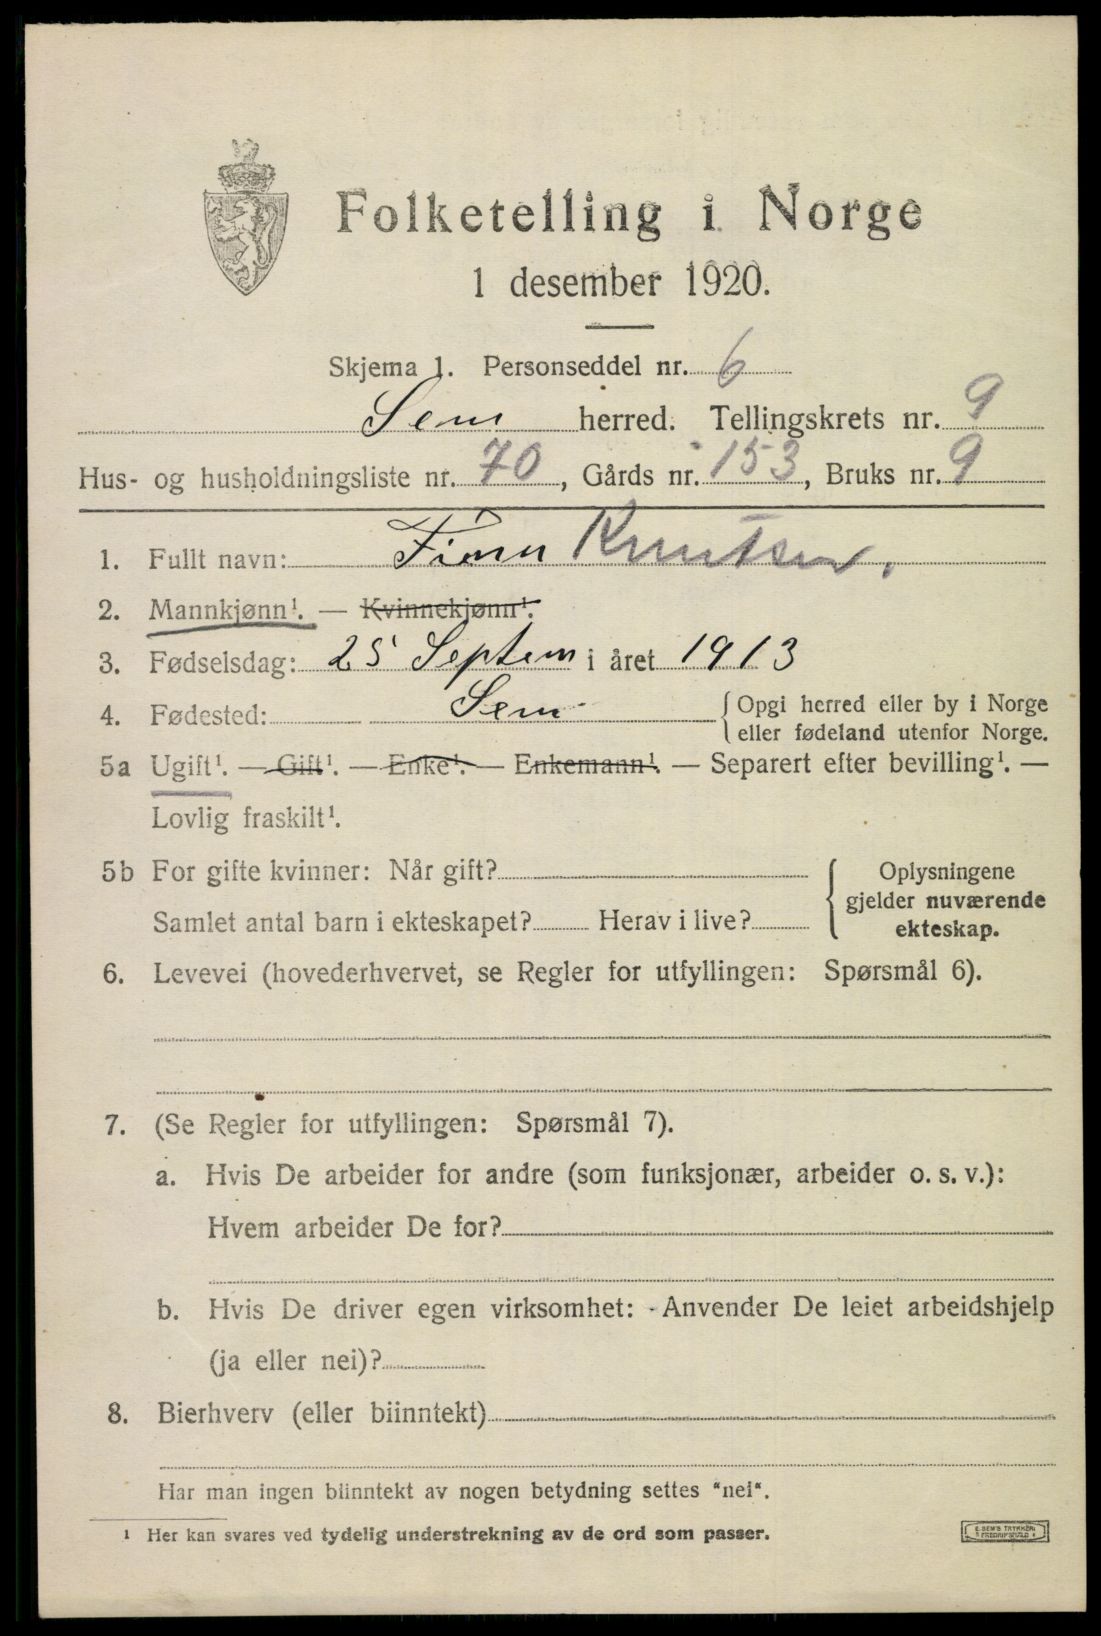 Folketelling i Norge
1 desember 1920.
Skjema 1. Personseddel nr. 6
Sem herred. Tellingskrets nr. 9
Hus- og husholdningsliste nr. 70, Gårds nr. 153, Bruks nr. 9
1. Fullt navn: Finn Knutsen.
2. Mannkjønn¹. — Kvinnekjønn¹.
3. Fødselsdag: 25 Septem i året 1913
4. Fødested: Sem {Opgi herred eller by i Norge
eller fødeland utenfor Norge.
5a Ugift¹. — Gift¹. — Enke¹. — Enkemann¹. — Separert efter bevilling¹. —
Lovlig fraskilt¹.
5b For gifte kvinner: Når gift?
Samlet antal barn i ekteskapet? Herav i live?
{Oplysningene
gjelder nuværende
ekteskap.
6. Levevei (hovederhvervet, se Regler for utfyllingen: Spørsmål 6).
7. (Se Regler for utfyllingen: Spørsmål 7).
a. Hvis De arbeider for andre (som funksjonær, arbeider o. s. v.):
Hvem arbeider De for?
b. Hvis De driver egen virksomhet: Anvender De leiet arbeidshjelp
(ja eller nei)?
8. Bierhverv (eller biinntekt)
Har man ingen biinntekt av nogen betydning settes "nei".
¹ Her kan svares ved tydelig understrekning av de ord som passer.
E. SEM'S TRYKKERI
FREDRIKSHALD